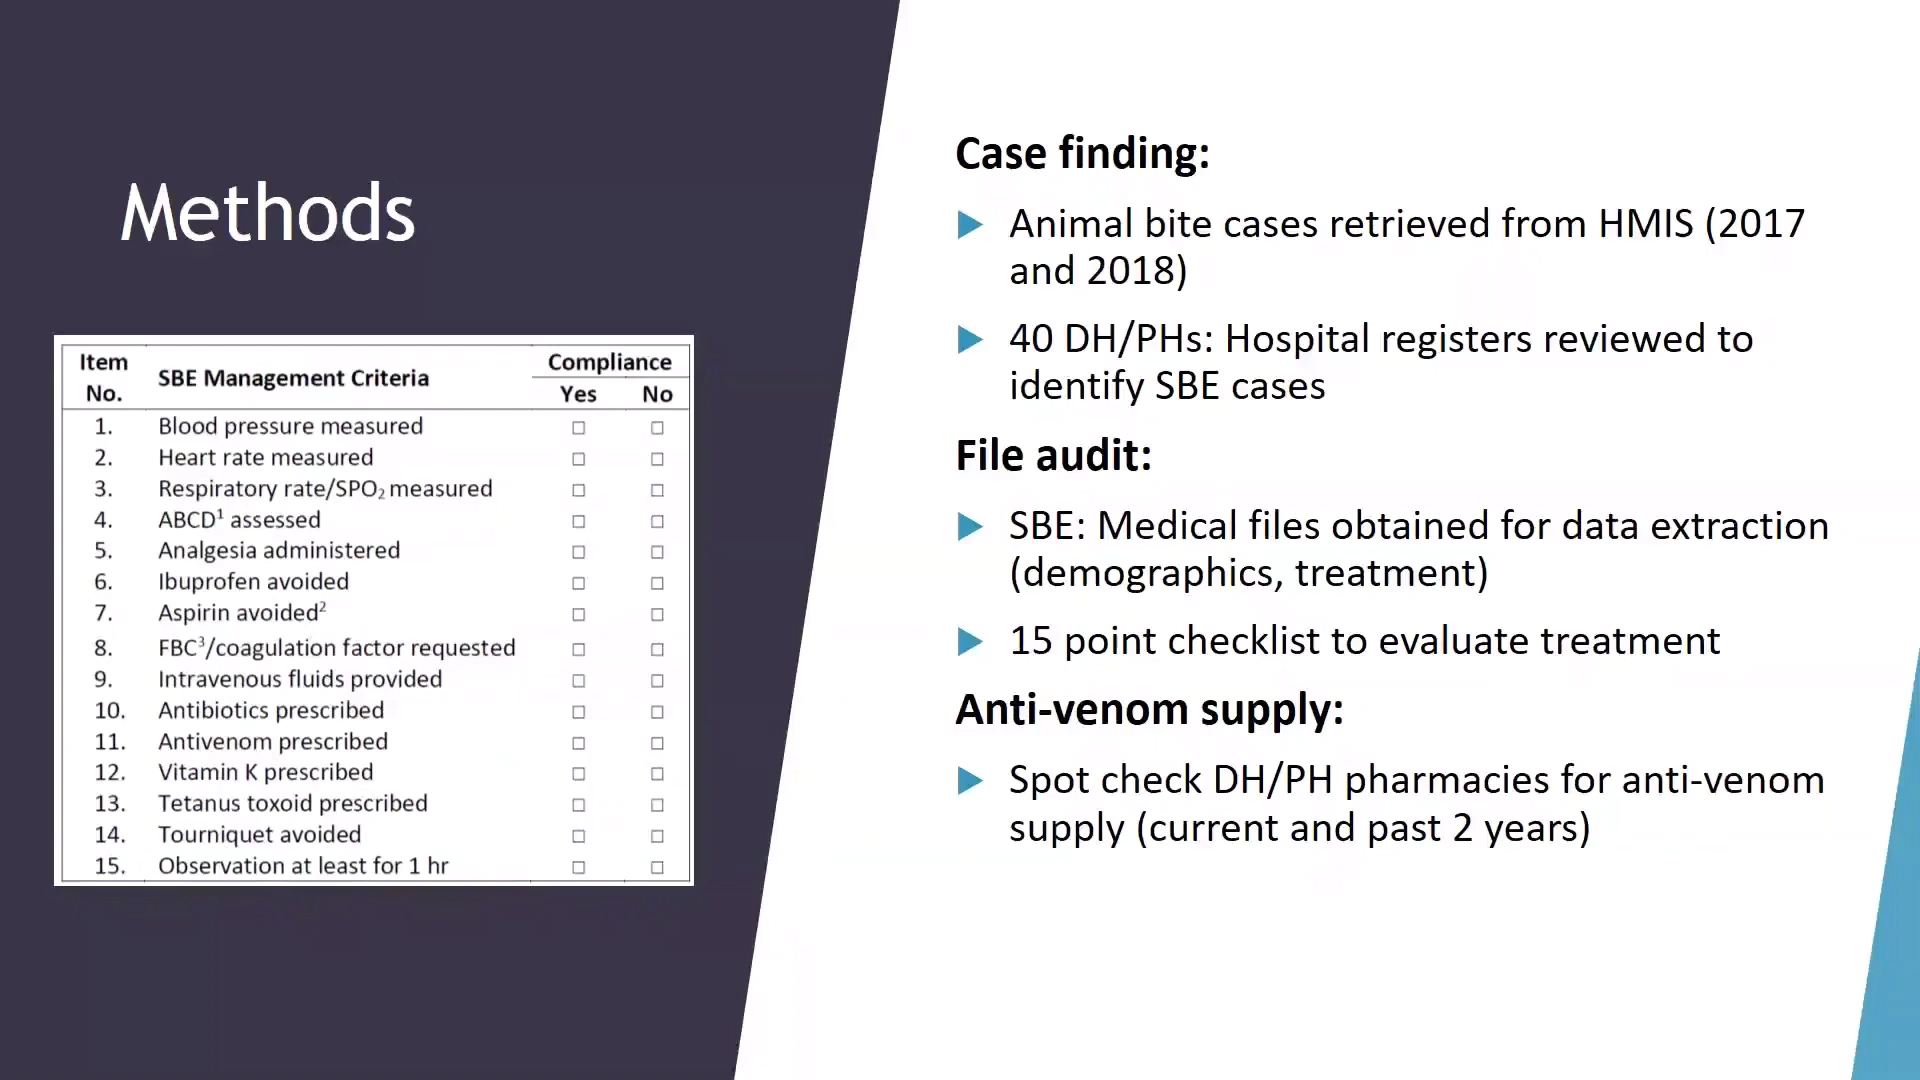 Methods
Item No. SBE Management Criteria Compliance
Yes No
1. Blood pressure measured □ □
2. Heart rate measured □ □
3. Respiratory rate/SPO₂ measured □ □
4. ABCD¹ assessed □ □
5. Analgesia administered □ □
6. Ibuprofen avoided □ □
7. Aspirin avoided² □ □
8. FBC³/coagulation factor requested □ □
9. Intravenous fluids provided □ □
10. Antibiotics prescribed □ □
11. Antivenom prescribed □ □
12. Vitamin K prescribed □ □
13. Tetanus toxoid prescribed □ □
14. Tourniquet avoided □ □
15. Observation at least for 1 hr □ □
Case finding:
Animal bite cases retrieved from HMIS (2017
and 2018)
40 DH/PHs: Hospital registers reviewed to
identify SBE cases
File audit:
SBE: Medical files obtained for data extraction
(demographics, treatment)
15 point checklist to evaluate treatment
Anti-venom supply:
Spot check DH/PH pharmacies for anti-venom
supply (current and past 2 years)